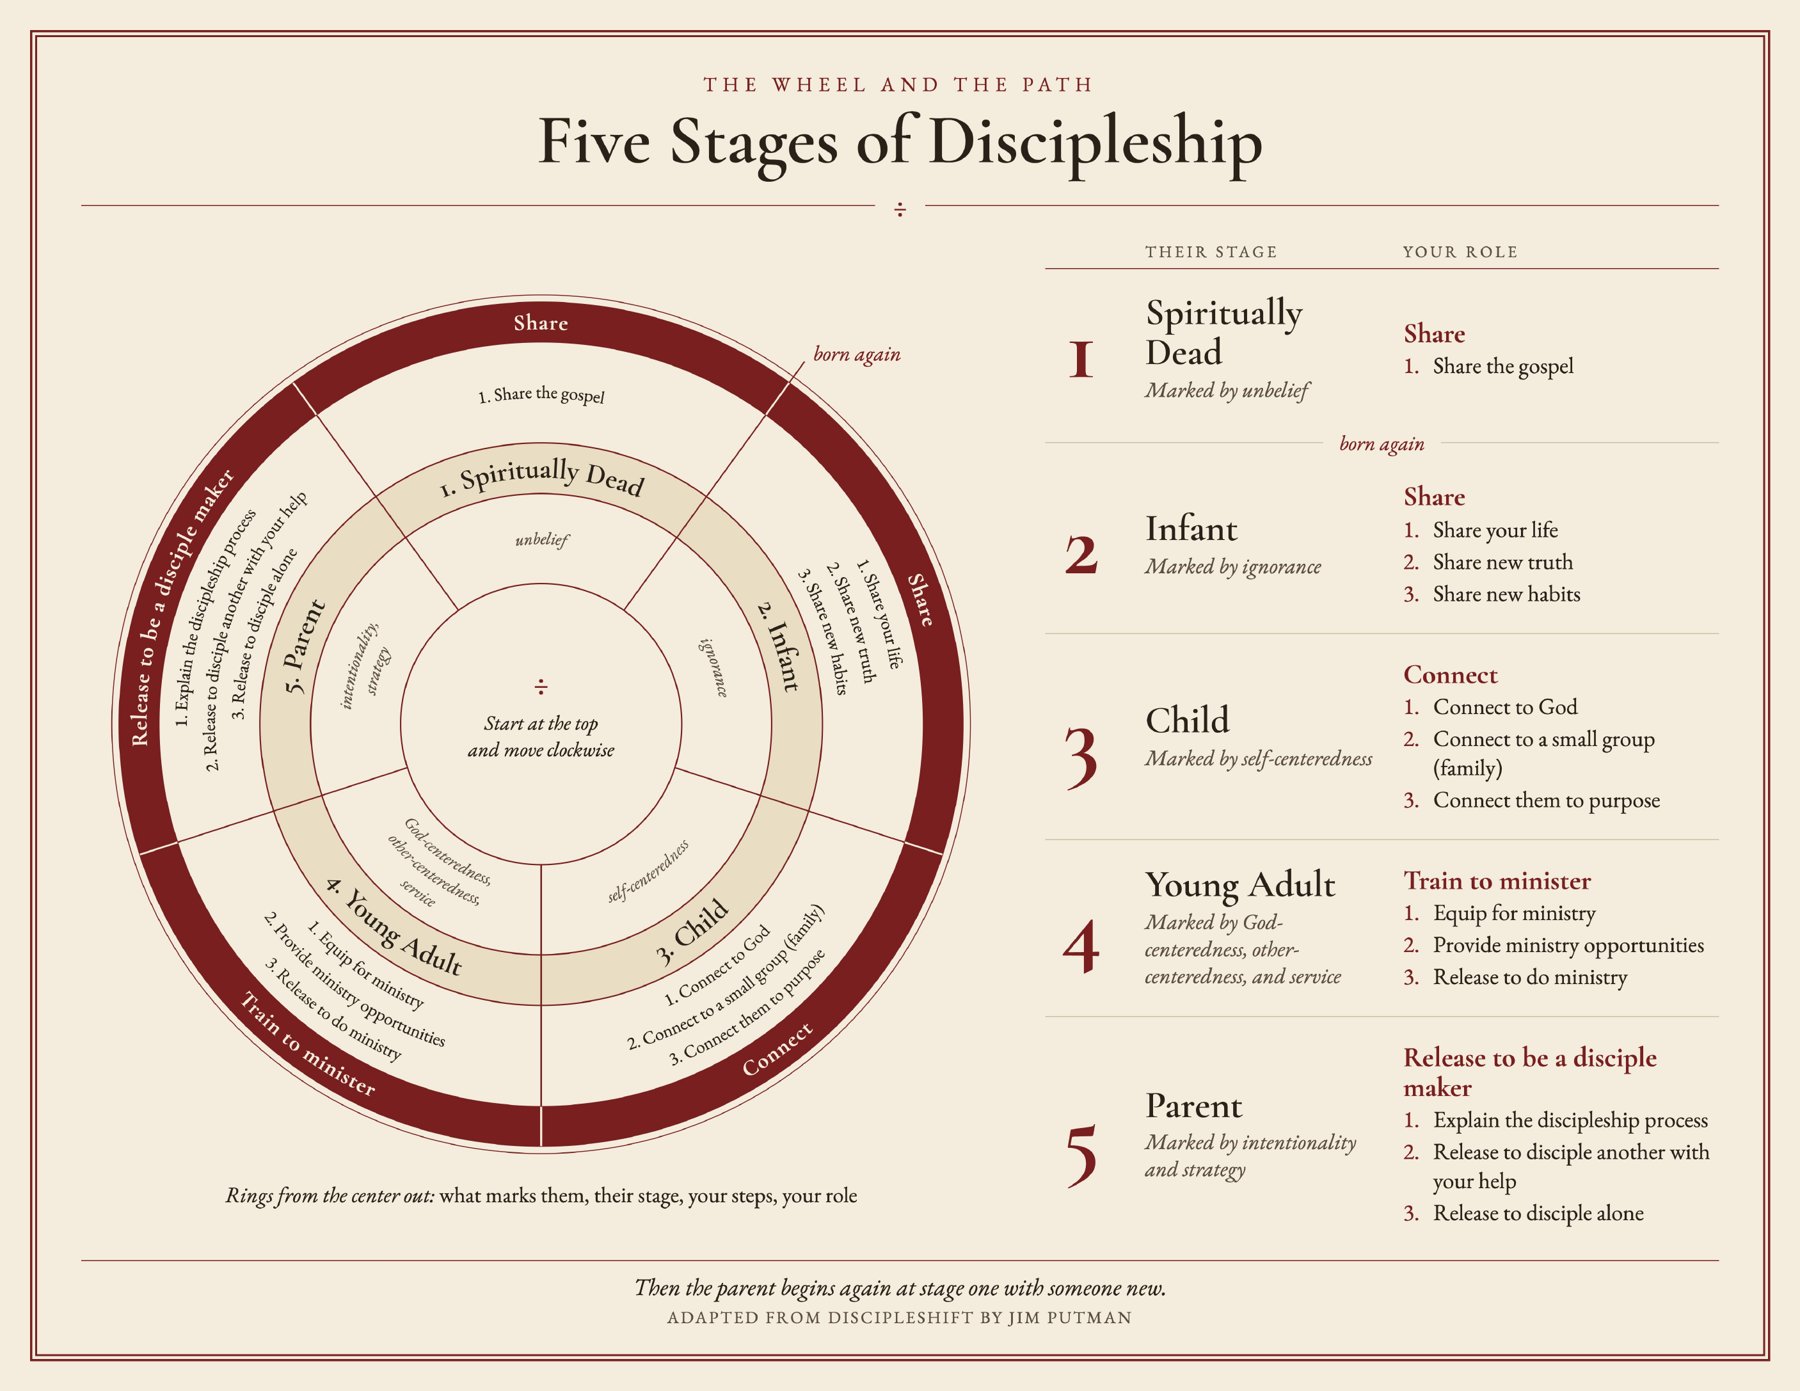 THE WHEEL AND THE PATH
Five Stages of Discipleship
÷
Share
born again
1. Share the gospel
1. Spiritually Dead
unbelief
Share
1. Share your life
2. Share new truth
3. Share new habits
2. Infant
ignorance
Connect
1. Connect to God
2. Connect to a small group (family)
3. Connect them to purpose
3. Child
self-centeredness
Train to minister
1. Equip for ministry
2. Provide ministry opportunities
3. Release to do ministry
4. Young Adult
God-centeredness,
other-centeredness,
service
Release to be a disciple maker
1. Explain the discipleship process
2. Release to disciple another with your help
3. Release to disciple alone
5. Parent
intentionality,
strategy
÷
Start at the top
and move clockwise
Rings from the center out: what marks them, their stage, your steps, your role
THEIR STAGE YOUR ROLE
1
Spiritually
Dead
Marked by unbelief
Share
1. Share the gospel
born again
2
Infant
Marked by ignorance
Share
1. Share your life
2. Share new truth
3. Share new habits
3
Child
Marked by self-centeredness
Connect
1. Connect to God
2. Connect to a small group
(family)
3. Connect them to purpose
4
Young Adult
Marked by God-
centeredness, other-
centeredness, and service
Train to minister
1. Equip for ministry
2. Provide ministry opportunities
3. Release to do ministry
5
Parent
Marked by intentionality
and strategy
Release to be a disciple
maker
1. Explain the discipleship process
2. Release to disciple another with
your help
3. Release to disciple alone
Then the parent begins again at stage one with someone new.
ADAPTED FROM DISCIPLESHIFT BY JIM PUTMAN